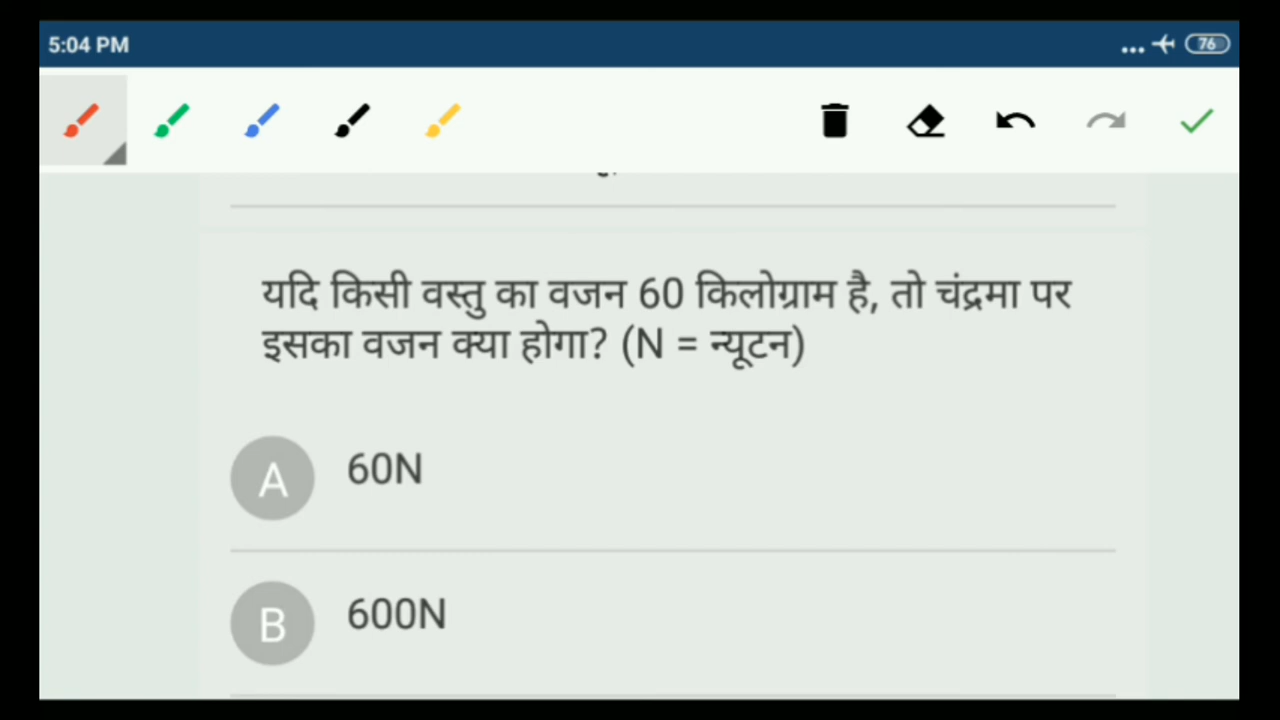 5:04 PM
76
यदि किसी वस्तु का वजन 60 किलोग्राम है, तो चंद्रमा पर
इसका वजन क्या होगा? (N = न्यूटन)
A 60N
B 600N